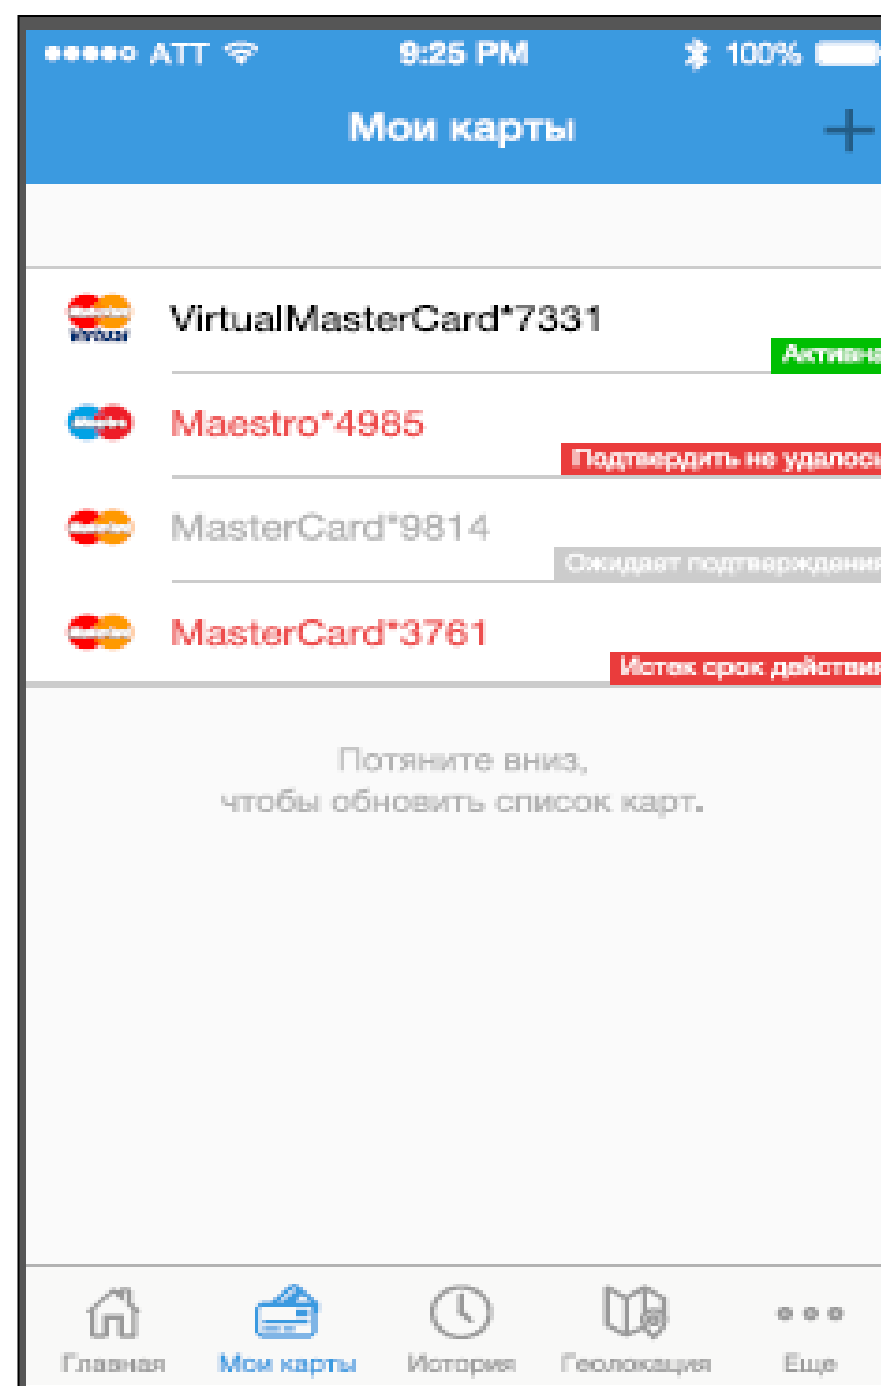 ATT 9:25 PM 100%
Мои карты
VirtualMasterCard*7331
Активна
Maestro*4985
Подтвердить не удалось
MasterCard*9814
Ожидает подтверждения
MasterCard*3761
Истек срок действия
Потяните вниз,
чтобы обновить список карт.
Главная Мои карты История Геолокация Еще